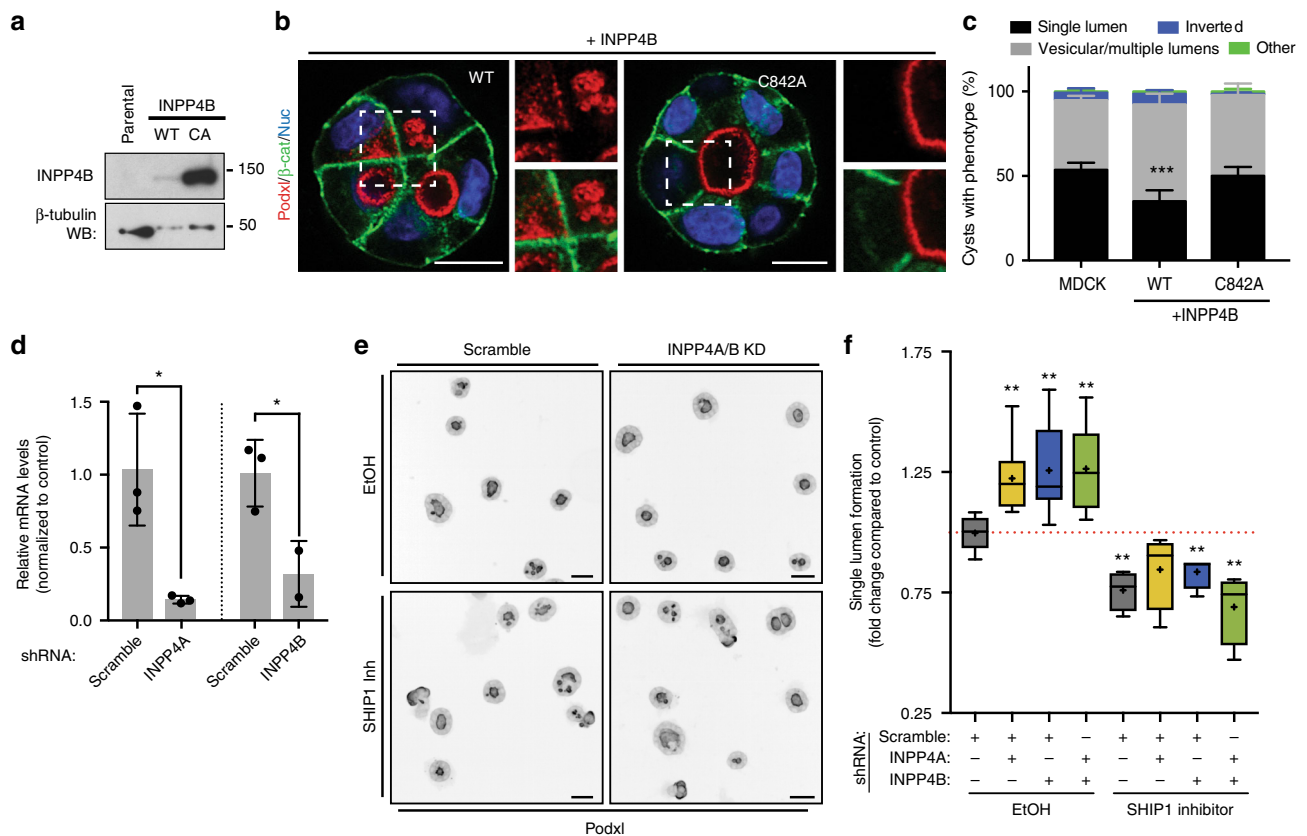 a
Parental
INPP4B
WT CA
INPP4B
150
β-tubulin
50
WB:
b
+ INPP4B
Podxl/β-cat/Nuc
WT
C842A
c
Single lumen
Inverted
Vesicular/multiple lumens
Other
Cysts with phenotype (%)
100
50
0
***
MDCK WT C842A
+INPP4B
d
Relative mRNA levels
(normalized to control)
1.5
1.0
0.5
0.0
*
*
shRNA:
Scramble
INPP4A
Scramble
INPP4B
e
Scramble
INPP4A/B KD
EtOH
SHIP1 Inh
Podxl
f
Single lumen formation
(fold change compared to control)
1.75
1.25
0.75
0.25
** ** **
** ** **
shRNA:
Scramble: + + + – + + + –
INPP4A: – + – + – + – +
INPP4B: – – + + – – + +
EtOH
SHIP1 inhibitor